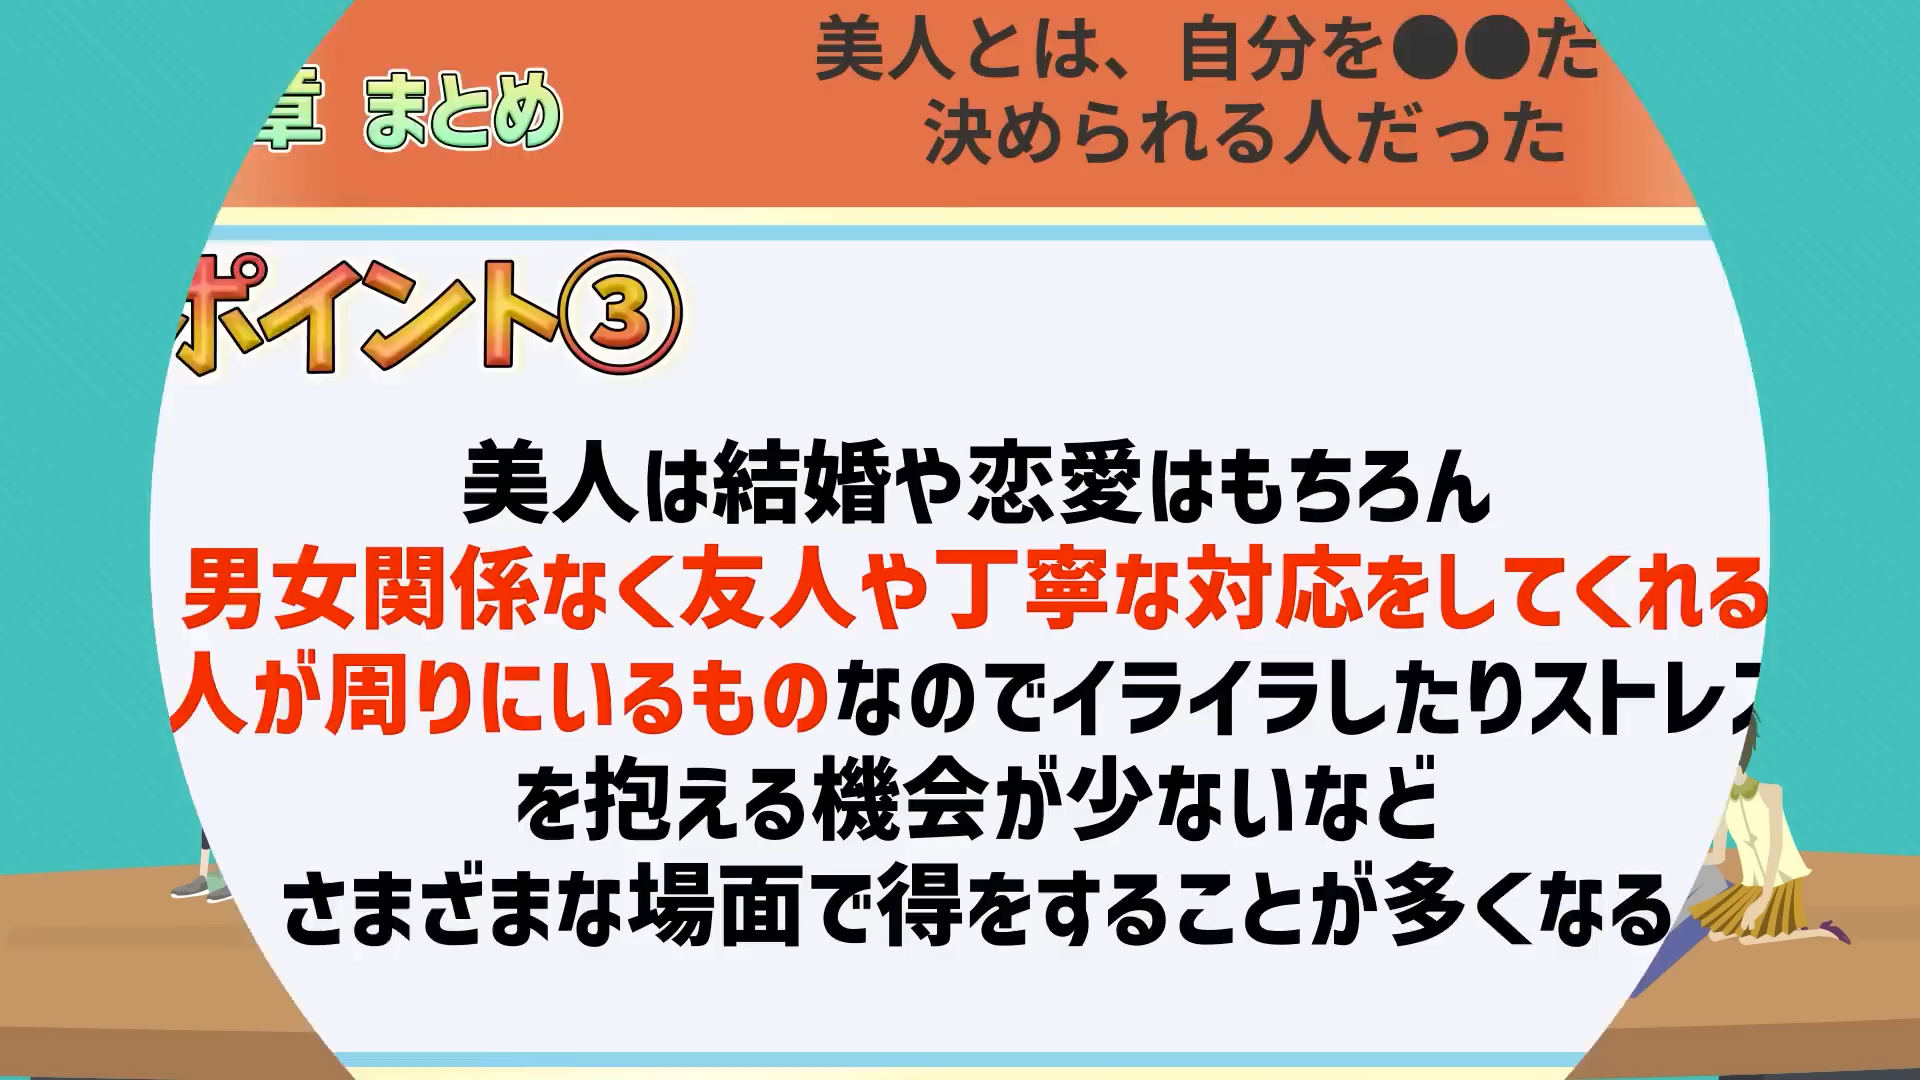 章 まとめ
美人とは、自分を●●だ
決められる人だった
ポイント③
美人は結婚や恋愛はもちろん
男女関係なく友人や丁寧な対応をしてくれる
人が周りにいるものなのでイライラしたりストレス
を抱える機会が少ないなど
さまざまな場面で得をすることが多くなる